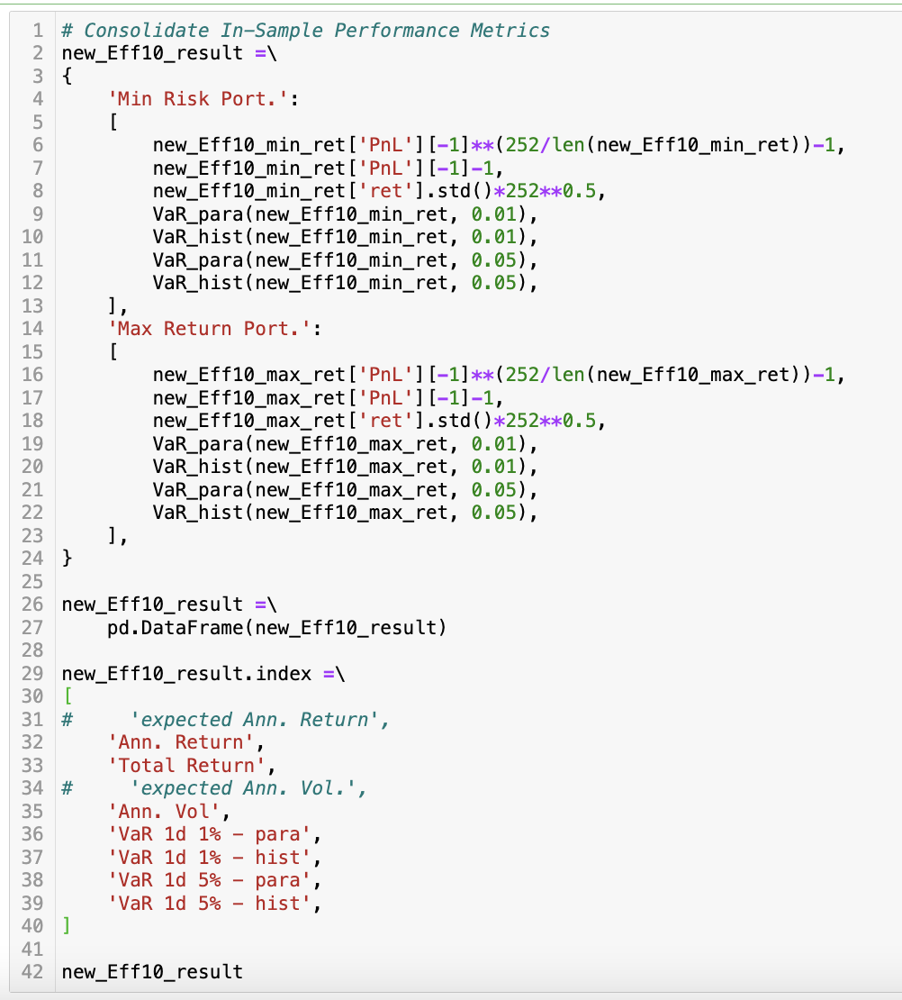 1 # Consolidate In-Sample Performance Metrics
2 new_Eff10_result =\
3 {
4     'Min Risk Port.':
5     [
6         new_Eff10_min_ret['PnL'][-1]**(252/len(new_Eff10_min_ret))-1,
7         new_Eff10_min_ret['PnL'][-1]-1,
8         new_Eff10_min_ret['ret'].std()*252**0.5,
9         VaR_para(new_Eff10_min_ret, 0.01),
10         VaR_hist(new_Eff10_min_ret, 0.01),
11         VaR_para(new_Eff10_min_ret, 0.05),
12         VaR_hist(new_Eff10_min_ret, 0.05),
13     ],
14     'Max Return Port.':
15     [
16         new_Eff10_max_ret['PnL'][-1]**(252/len(new_Eff10_max_ret))-1,
17         new_Eff10_max_ret['PnL'][-1]-1,
18         new_Eff10_max_ret['ret'].std()*252**0.5,
19         VaR_para(new_Eff10_max_ret, 0.01),
20         VaR_hist(new_Eff10_max_ret, 0.01),
21         VaR_para(new_Eff10_max_ret, 0.05),
22         VaR_hist(new_Eff10_max_ret, 0.05),
23     ],
24 }
25
26 new_Eff10_result =\
27     pd.DataFrame(new_Eff10_result)
28
29 new_Eff10_result.index =\
30 [
31 #     'expected Ann. Return',
32     'Ann. Return',
33     'Total Return',
34 #     'expected Ann. Vol.',
35     'Ann. Vol',
36     'VaR 1d 1% - para',
37     'VaR 1d 1% - hist',
38     'VaR 1d 5% - para',
39     'VaR 1d 5% - hist',
40 ]
41
42 new_Eff10_result